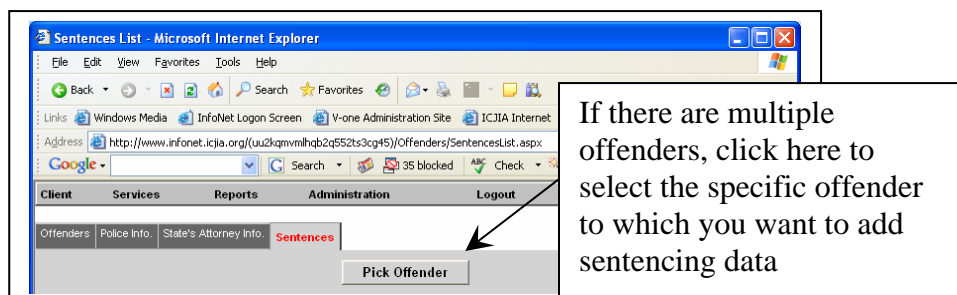 Sentences List - Microsoft Internet Explorer
File Edit View Favorites Tools Help
Back Search Favorites
Links Windows Media InfoNet Logon Screen V-one Administration Site ICJIA Internet
Address http://www.infonet.icjia.org/(uu2kqmvmlhqb2q552ts3cg45)/Offenders/SentencesList.aspx
Google Search 35 blocked ABC Check
Client Services Reports Administration Logout
Offenders Police Info. State's Attorney Info. Sentences
Pick Offender
If there are multiple
offenders, click here to
select the specific offender
to which you want to add
sentencing data